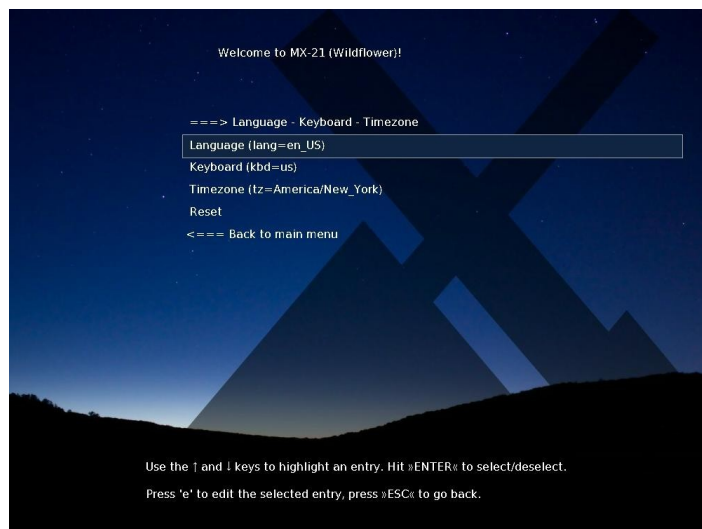 Welcome to MX-21 (Wildflower)!
===> Language - Keyboard - Timezone
Language (lang=en_US)
Keyboard (kbd=us)
Timezone (tz=America/New_York)
Reset
<=== Back to main menu
Use the ↑ and ↓ keys to highlight an entry. Hit »ENTER« to select/deselect.
Press 'e' to edit the selected entry, press »ESC« to go back.